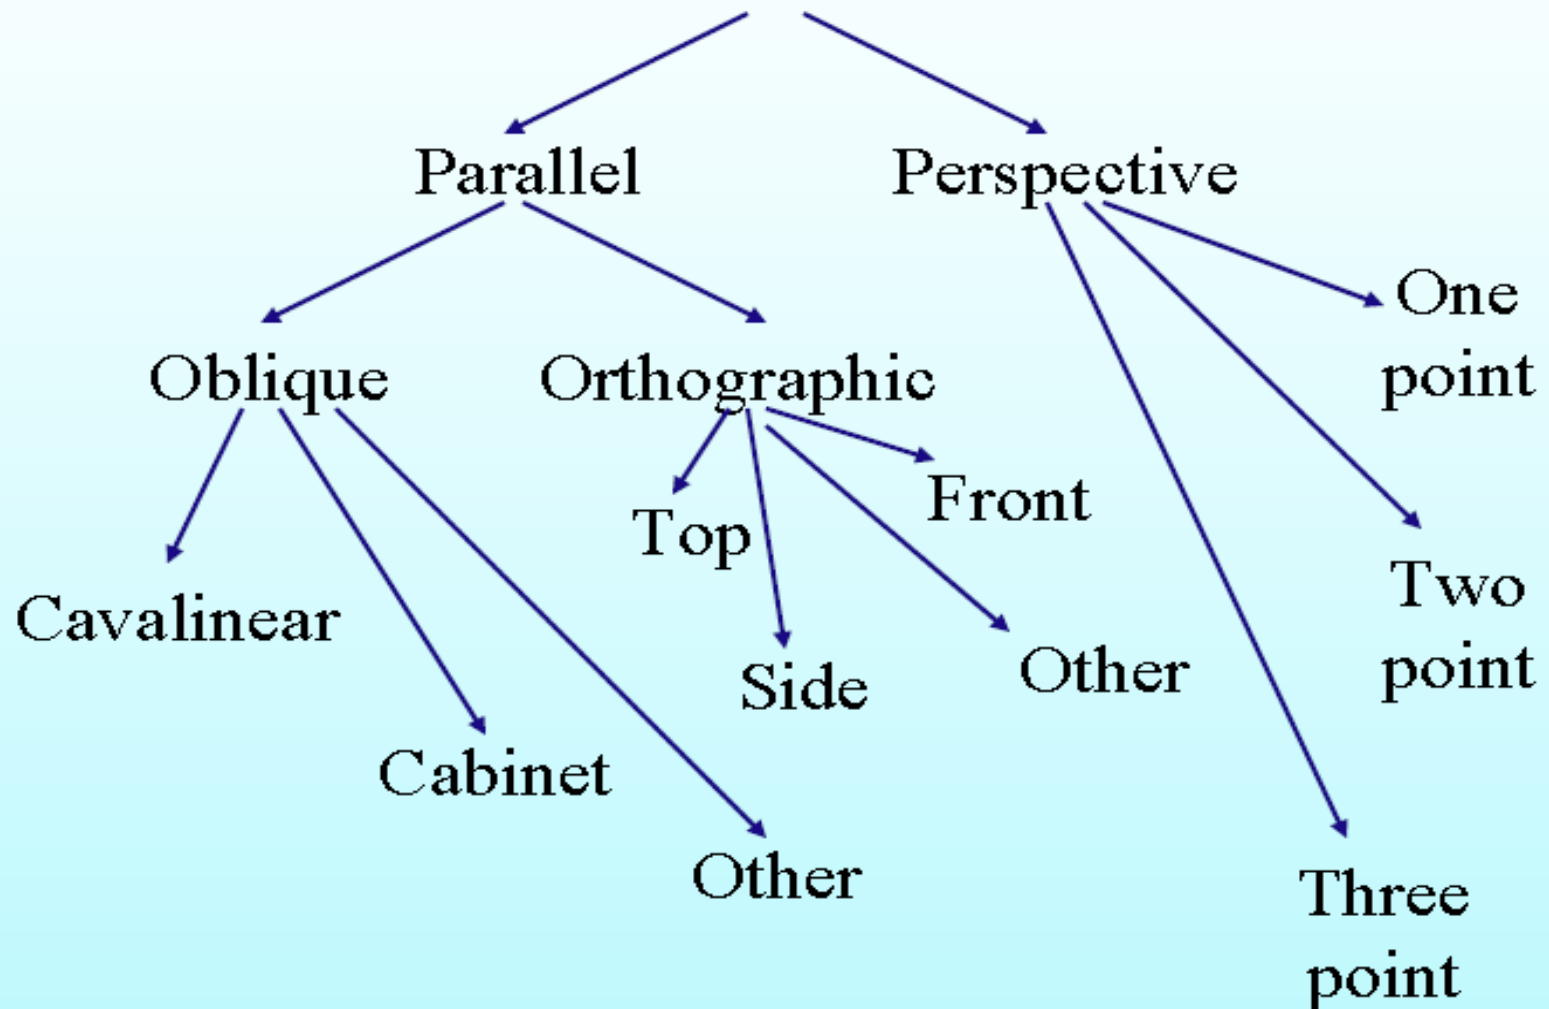 Parallel
Perspective
One
point
Oblique
Orthographic
Front
Top
Two
point
Cavalinear
Side
Other
Cabinet
Other
Three
point